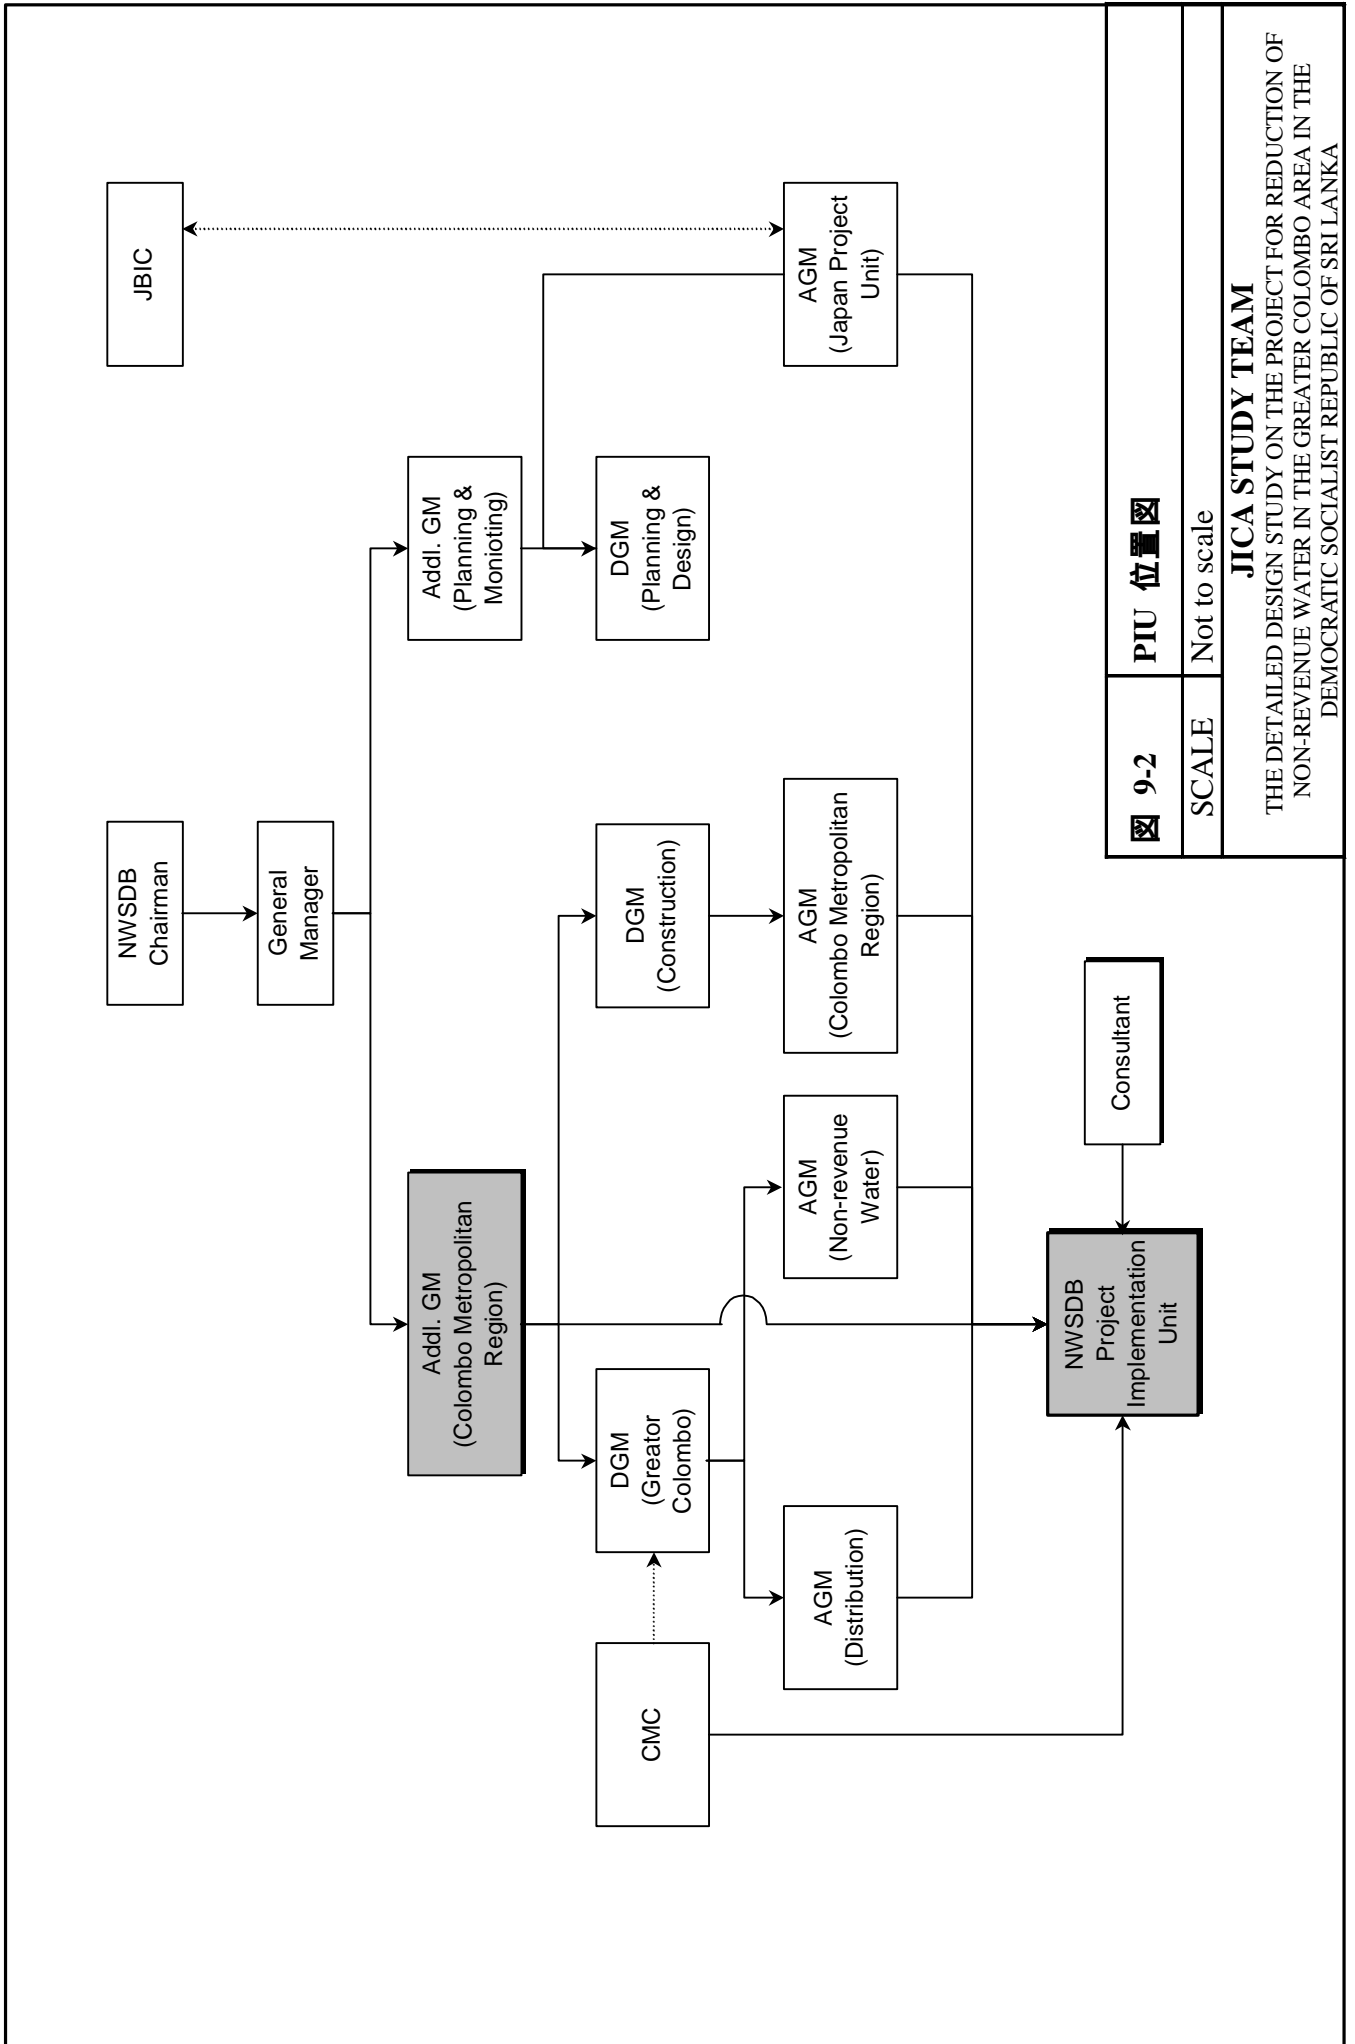 JBIC
NWSDB
Chairman
General
Manager
Addl. GM
(Colombo Metropolitan
Region)
Addl. GM
(Planning &
Monioting)
CMC
DGM
(Greator
Colombo)
DGM
(Construction)
DGM
(Planning &
Design)
AGM
(Distribution)
AGM
(Non-revenue
Water)
AGM
(Colombo Metropolitan
Region)
AGM
(Japan Project
Unit)
NWSDB
Project
Implementation
Unit
Consultant
図 9-2
PIU 位置図
SCALE
Not to scale
JICA STUDY TEAM
THE DETAILED DESIGN STUDY ON THE PROJECT FOR REDUCTION OF
NON-REVENUE WATER IN THE GREATER COLOMBO AREA IN THE
DEMOCRATIC SOCIALIST REPUBLIC OF SRI LANKA